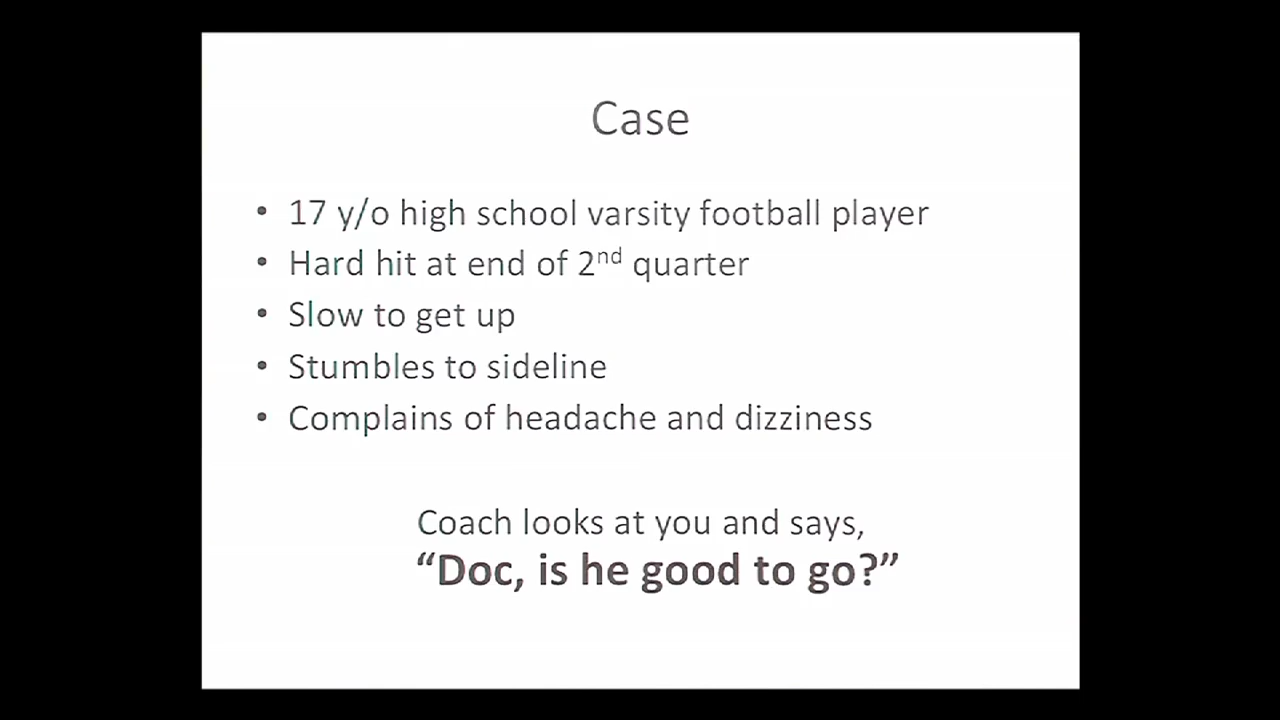 Case
• 17 y/o high school varsity football player
• Hard hit at end of 2nd quarter
• Slow to get up
• Stumbles to sideline
• Complains of headache and dizziness
Coach looks at you and says,
“Doc, is he good to go?”